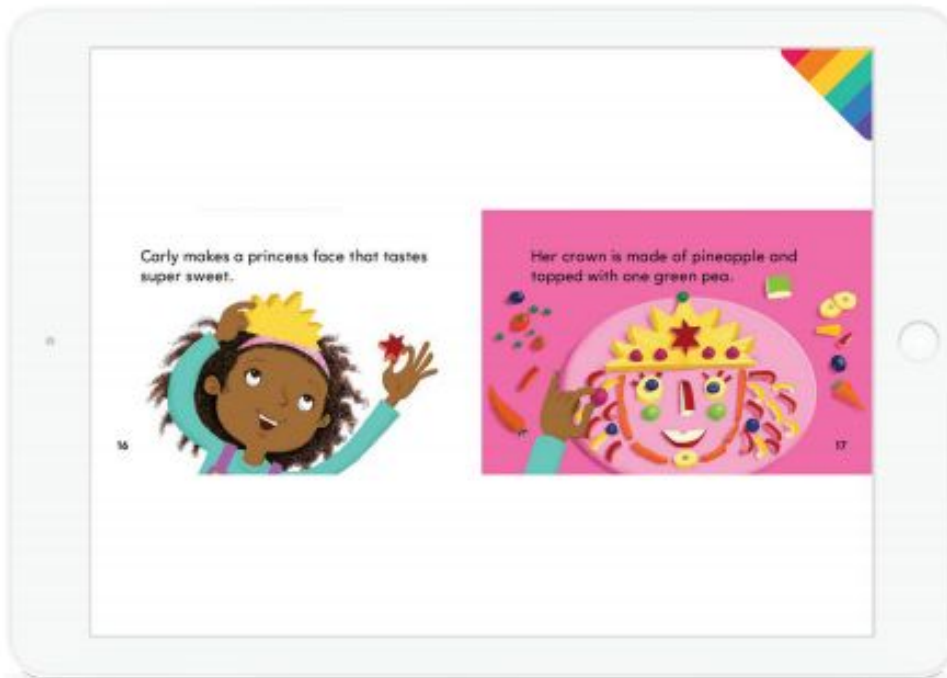 Carly makes a princess face that tastes
super sweet.
16
Her crown is made of pineapple and
topped with one green pea.
17